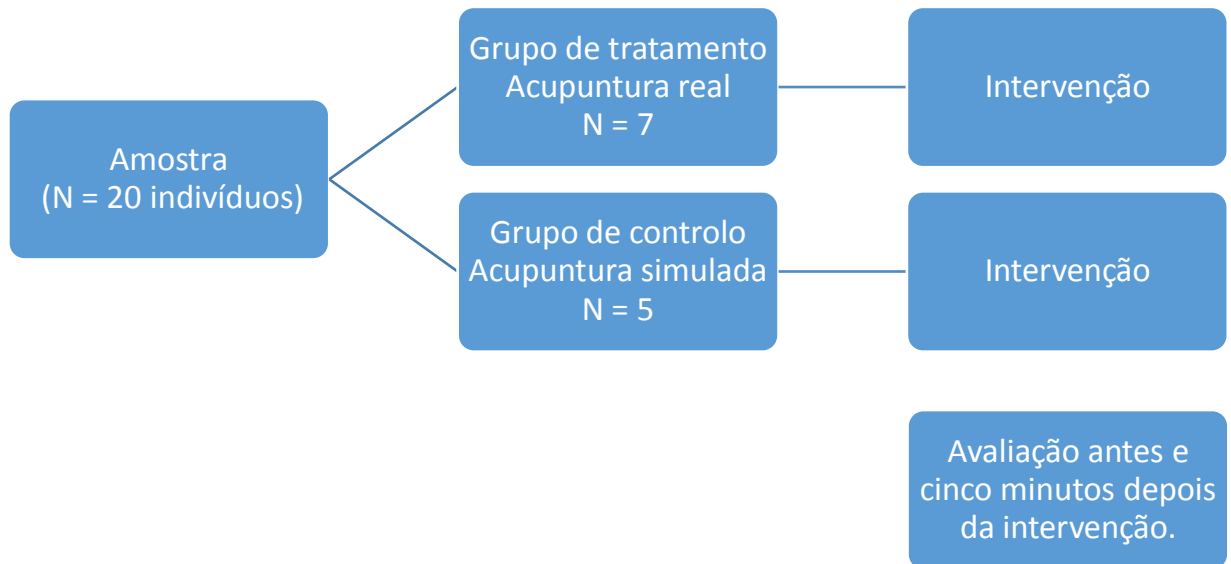 Amostra
(N = 20 indivíduos)
Grupo de tratamento
Acupuntura real
N = 7
Intervenção
Grupo de controlo
Acupuntura simulada
N = 5
Intervenção
Avaliação antes e
cinco minutos depois
da intervenção.